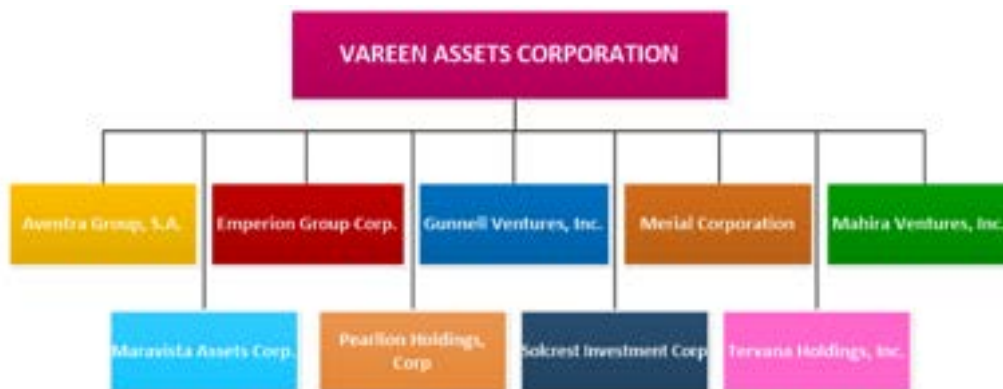 VAREEN ASSETS CORPORATION
Aventra Group, S.A.
Emperion Group Corp.
Gunnell Ventures, Inc.
Merial Corporation
Mahira Ventures, Inc.
Maravista Assets Corp.
Pearlion Holdings,
Corp
Solcrest Investment Corp
Tervana Holdings, Inc.